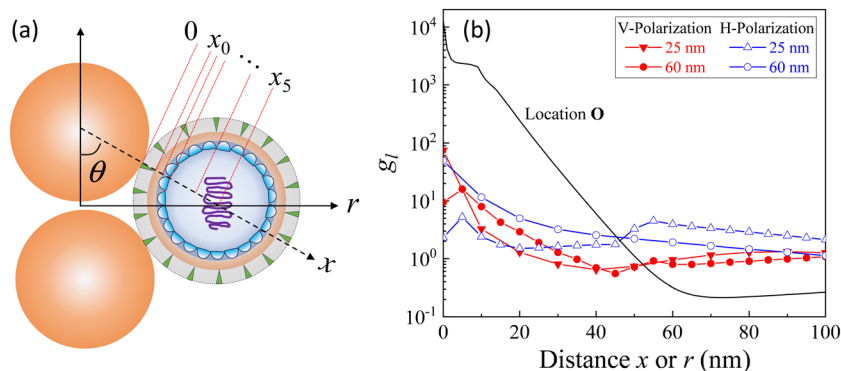 (a)
0
x₀
...
x₅
θ
r
x
(b)
V-Polarization H-Polarization
25 nm 25 nm
60 nm 60 nm
Location O
gₗ
10⁴
10³
10²
10¹
10⁰
10⁻¹
0 20 40 60 80 100
Distance x or r (nm)